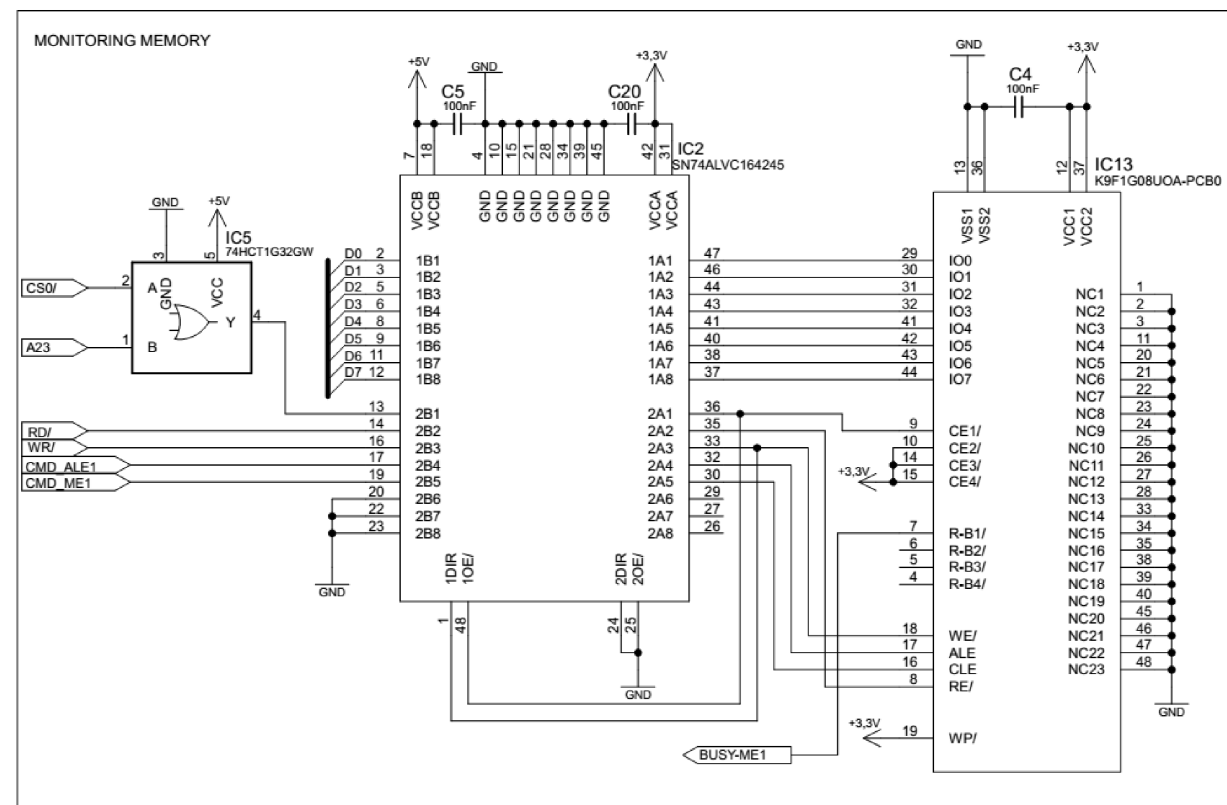 MONITORING MEMORY
+5V
GND
+3,3V
C5
100nF
C20
100nF
7
18
4
10
15
21
28
34
39
45
42
31
IC2
SN74ALVC164245
VCCB
VCCB
GND
GND
GND
GND
GND
GND
GND
GND
VCCA
VCCA
D0 2 1B1 1A1 47
D1 3 1B2 1A2 46
D2 5 1B3 1A3 44
D3 6 1B4 1A4 43
D4 8 1B5 1A5 41
D5 9 1B6 1A6 40
D6 11 1B7 1A7 38
D7 12 1B8 1A8 37
13 2B1 2A1 36
14 2B2 2A2 35
16 2B3 2A3 33
17 2B4 2A4 32
19 2B5 2A5 30
20 2B6 2A6 29
22 2B7 2A7 27
23 2B8 2A8 26
1DIR
1OE/
2DIR
2OE/
1
48
24
25
GND
GND
GND
+5V
IC5
74HCT1G32GW
3
5
GND
VCC
2 A
1 B
Y 4
CS0/
A23
RD/
WR/
CMD_ALE1
CMD_ME1
GND
+3,3V
C4
100nF
13
36
12
37
IC13
K9F1G08UOA-PCB0
VSS1
VSS2
VCC1
VCC2
29 IO0
30 IO1
31 IO2
32 IO3
41 IO4
42 IO5
43 IO6
44 IO7
9 CE1/
10 CE2/
14 CE3/
15 CE4/
+3,3V
7 R-B1/
6 R-B2/
5 R-B3/
4 R-B4/
18 WE/
17 ALE
16 CLE
8 RE/
+3,3V
19 WP/
BUSY-ME1
NC1 1
NC2 2
NC3 3
NC4 11
NC5 20
NC6 21
NC7 22
NC8 23
NC9 24
NC10 25
NC11 26
NC12 27
NC13 28
NC14 33
NC15 34
NC16 35
NC17 38
NC18 39
NC19 40
NC20 45
NC21 46
NC22 47
NC23 48
GND